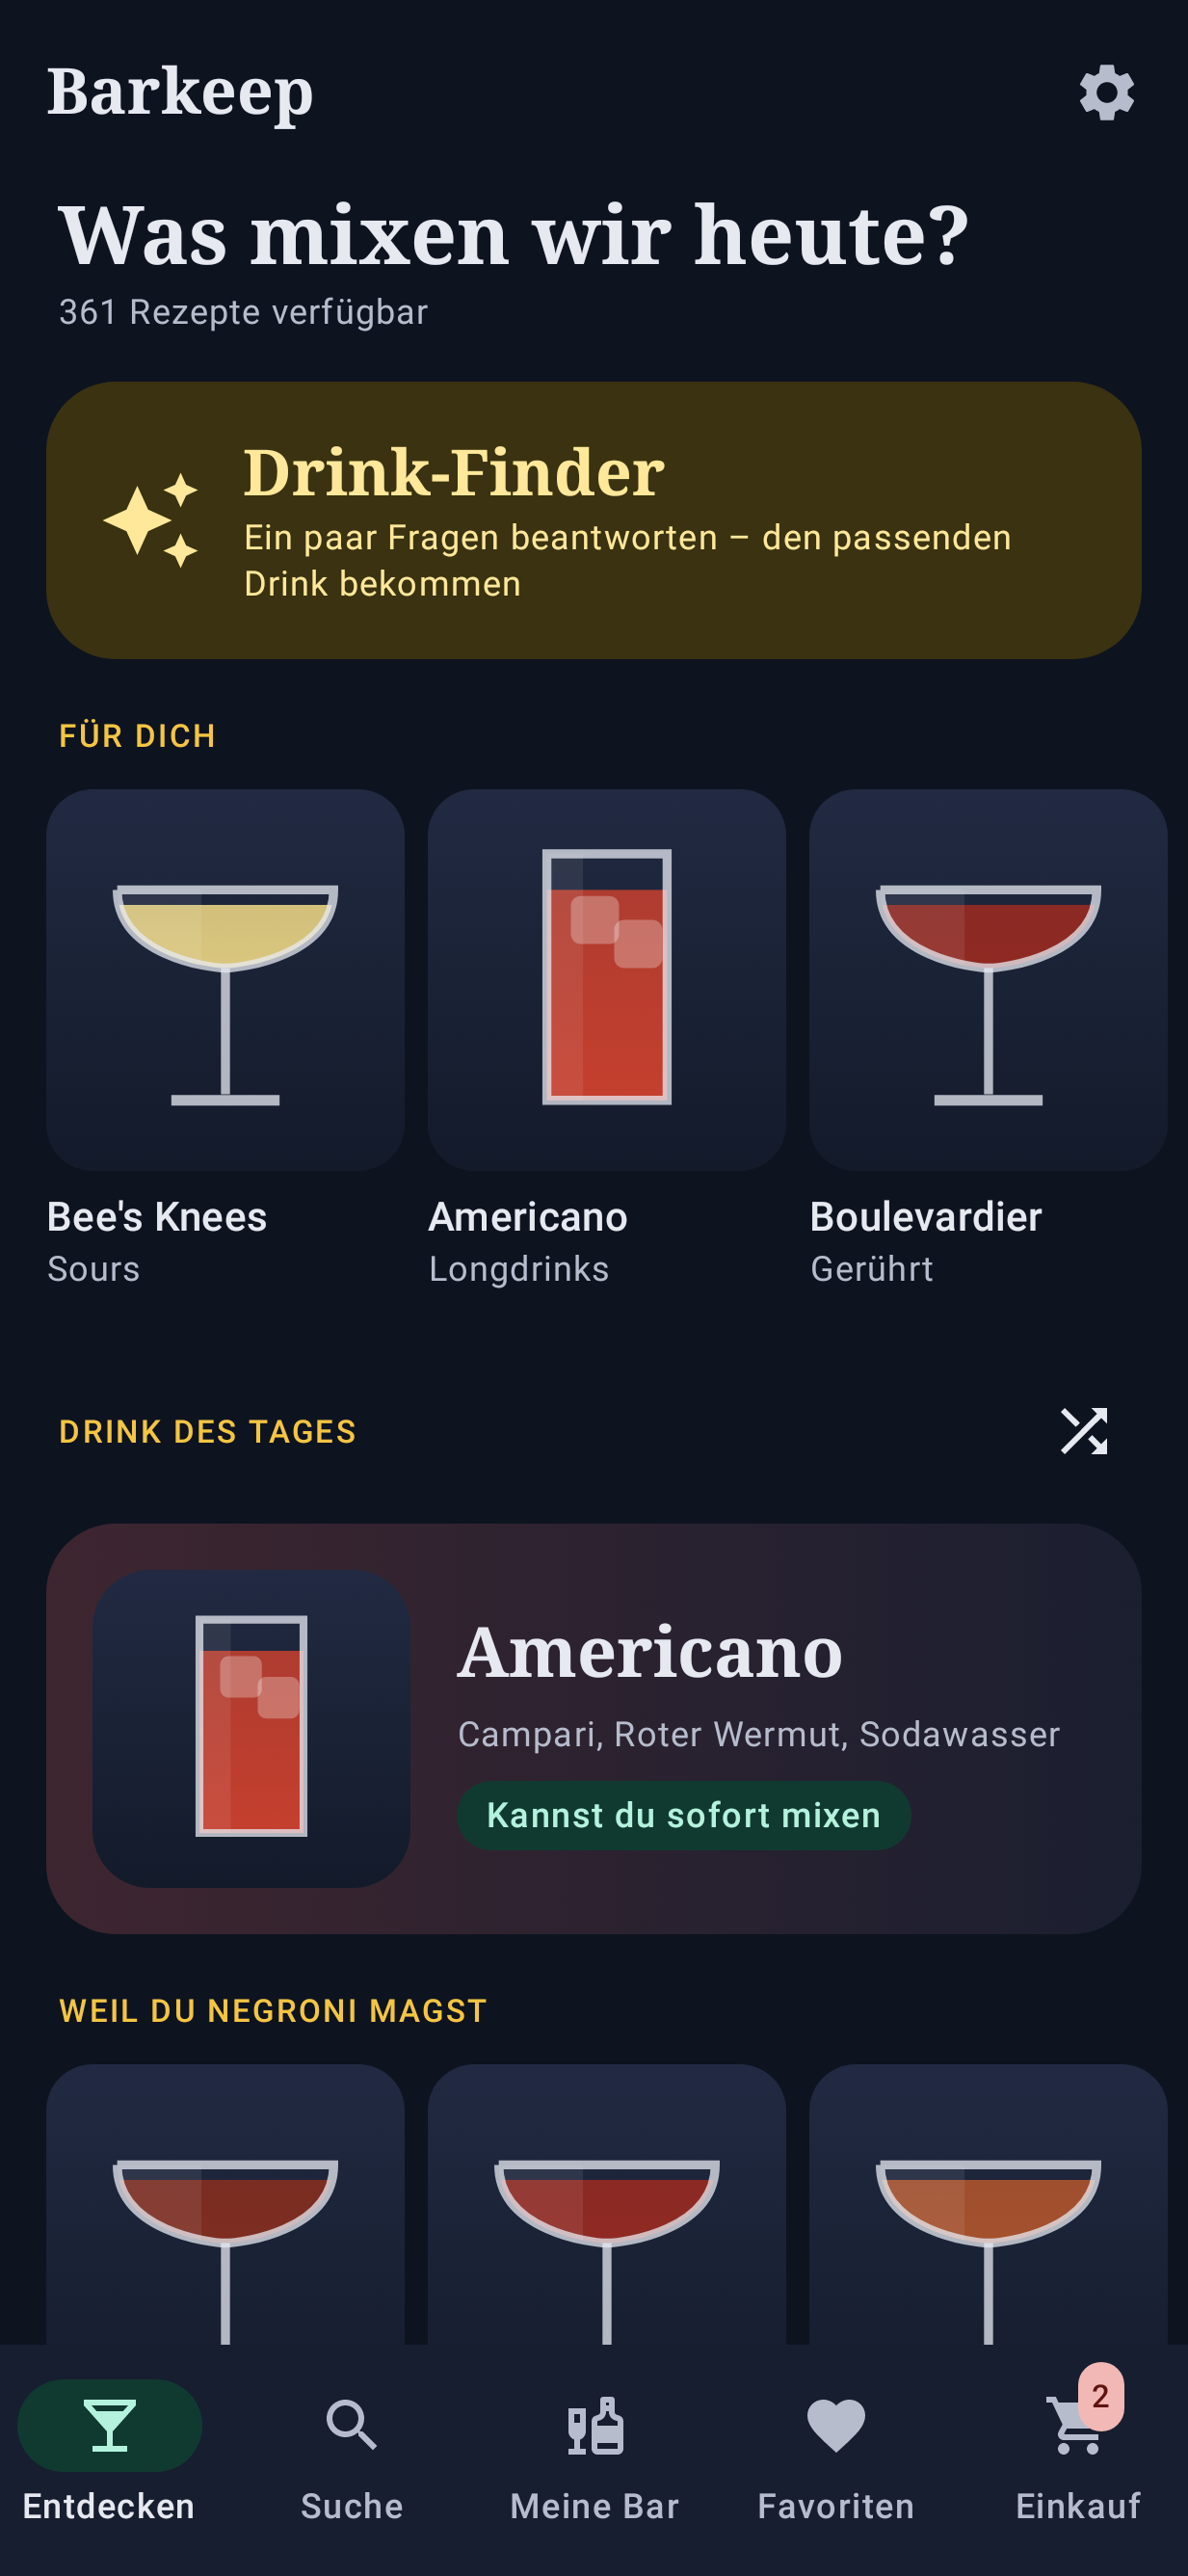 Barkeep
Was mixen wir heute?
361 Rezepte verfügbar
Drink-Finder
Ein paar Fragen beantworten – den passenden
Drink bekommen
FÜR DICH
Bee's Knees
Sours
Americano
Longdrinks
Boulevardier
Gerührt
DRINK DES TAGES
Americano
Campari, Roter Wermut, Sodawasser
Kannst du sofort mixen
WEIL DU NEGRONI MAGST
2
Entdecken
Suche
Meine Bar
Favoriten
Einkauf